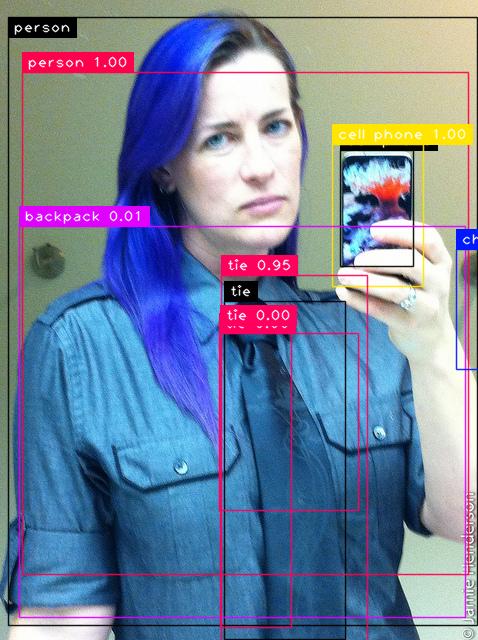 person
person 1.00
cell phone 1.00
backpack 0.01
ch
tie 0.95
tie
tie 0.00
© Jamie Henderson